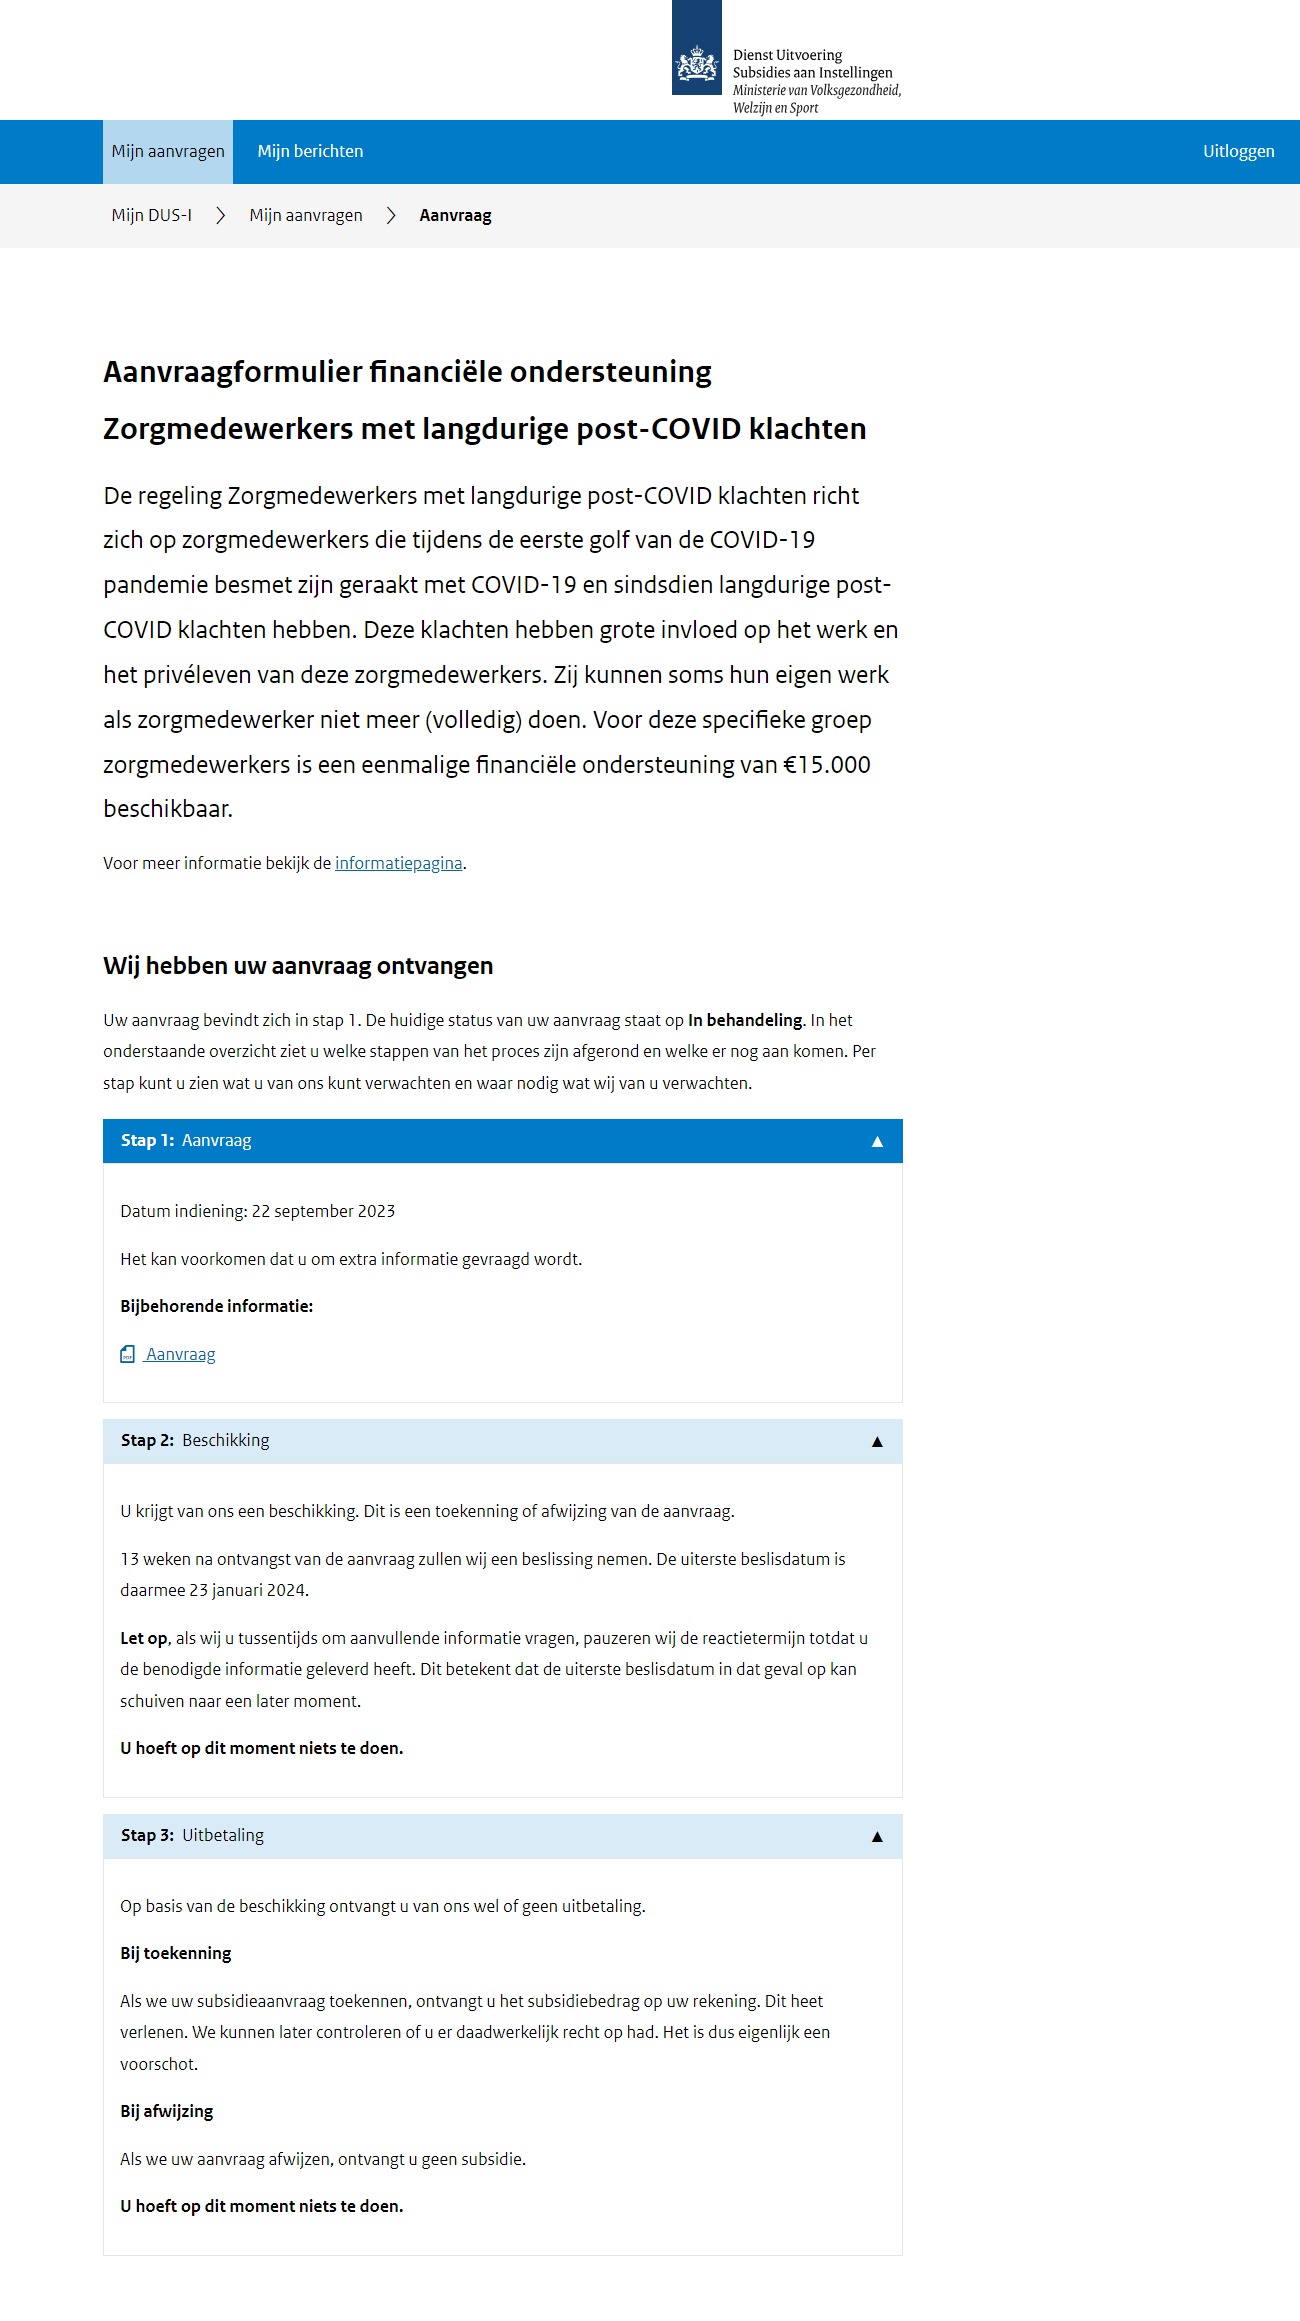 Dienst Uitvoering
Subsidies aan Instellingen
Ministerie van Volksgezondheid,
Welzijn en Sport
Mijn aanvragen
Mijn berichten
Uitloggen
Mijn DUS-I
Mijn aanvragen
Aanvraag
Aanvraagformulier financiële ondersteuning
Zorgmedewerkers met langdurige post-COVID klachten
De regeling Zorgmedewerkers met langdurige post-COVID klachten richt
zich op zorgmedewerkers die tijdens de eerste golf van de COVID-19
pandemie besmet zijn geraakt met COVID-19 en sindsdien langdurige post-
COVID klachten hebben. Deze klachten hebben grote invloed op het werk en
het privéleven van deze zorgmedewerkers. Zij kunnen soms hun eigen werk
als zorgmedewerker niet meer (volledig) doen. Voor deze specifieke groep
zorgmedewerkers is een eenmalige financiële ondersteuning van €15.000
beschikbaar.
Voor meer informatie bekijk de informatiepagina.
Wij hebben uw aanvraag ontvangen
Uw aanvraag bevindt zich in stap 1. De huidige status van uw aanvraag staat op In behandeling. In het
onderstaande overzicht ziet u welke stappen van het proces zijn afgerond en welke er nog aan komen. Per
stap kunt u zien wat u van ons kunt verwachten en waar nodig wat wij van u verwachten.
Stap 1: Aanvraag ▲
Datum indiening: 22 september 2023
Het kan voorkomen dat u om extra informatie gevraagd wordt.
Bijbehorende informatie:
Aanvraag
Stap 2: Beschikking ▲
U krijgt van ons een beschikking. Dit is een toekenning of afwijzing van de aanvraag.
13 weken na ontvangst van de aanvraag zullen wij een beslissing nemen. De uiterste beslisdatum is
daarmee 23 januari 2024.
Let op, als wij u tussentijds om aanvullende informatie vragen, pauzeren wij de reactietermijn totdat u
de benodigde informatie geleverd heeft. Dit betekent dat de uiterste beslisdatum in dat geval op kan
schuiven naar een later moment.
U hoeft op dit moment niets te doen.
Stap 3: Uitbetaling ▲
Op basis van de beschikking ontvangt u van ons wel of geen uitbetaling.
Bij toekenning
Als we uw subsidieaanvraag toekennen, ontvangt u het subsidiebedrag op uw rekening. Dit heet
verlenen. We kunnen later controleren of u er daadwerkelijk recht op had. Het is dus eigenlijk een
voorschot.
Bij afwijzing
Als we uw aanvraag afwijzen, ontvangt u geen subsidie.
U hoeft op dit moment niets te doen.